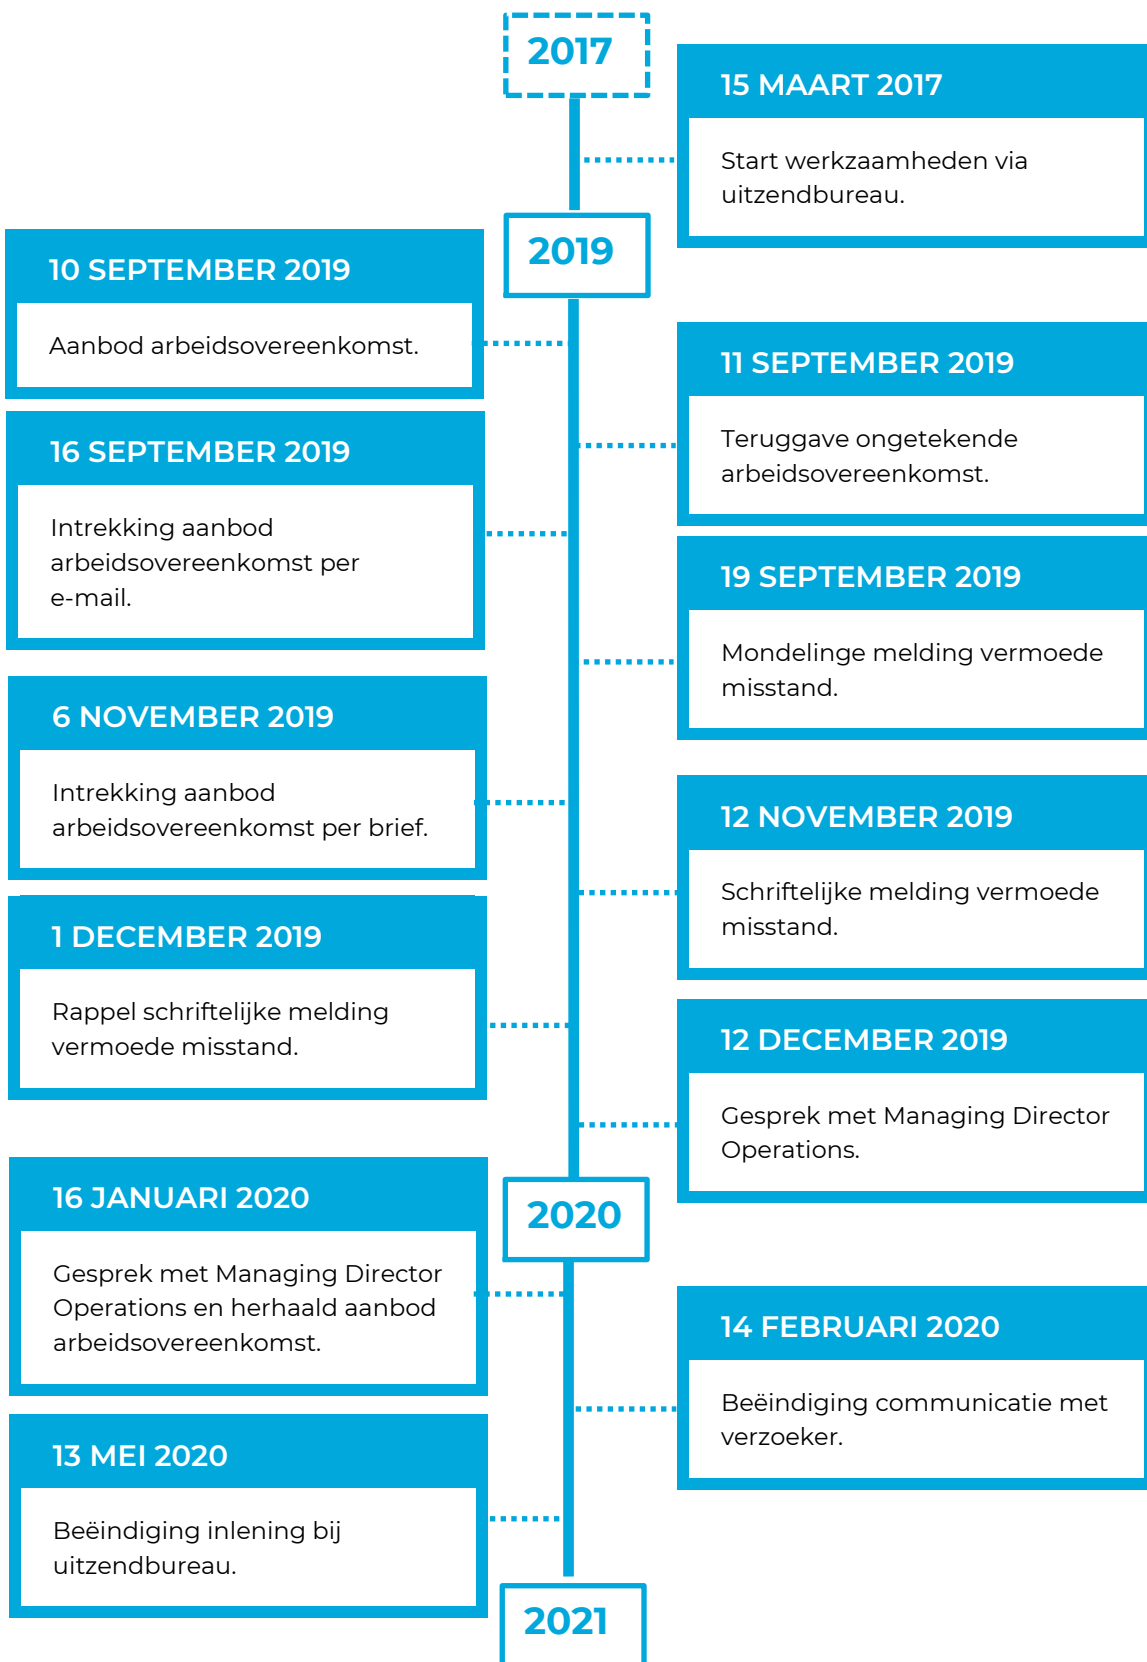 2017
15 MAART 2017
Start werkzaamheden via
uitzendbureau.
2019
10 SEPTEMBER 2019
Aanbod arbeidsovereenkomst.
11 SEPTEMBER 2019
Teruggave ongetekende
arbeidsovereenkomst.
16 SEPTEMBER 2019
Intrekking aanbod
arbeidsovereenkomst per
e-mail.
19 SEPTEMBER 2019
Mondelinge melding vermoede
misstand.
6 NOVEMBER 2019
Intrekking aanbod
arbeidsovereenkomst per brief.
12 NOVEMBER 2019
Schriftelijke melding vermoede
misstand.
1 DECEMBER 2019
Rappel schriftelijke melding
vermoede misstand.
12 DECEMBER 2019
Gesprek met Managing Director
Operations.
2020
16 JANUARI 2020
Gesprek met Managing Director
Operations en herhaald aanbod
arbeidsovereenkomst.
14 FEBRUARI 2020
Beëindiging communicatie met
verzoeker.
13 MEI 2020
Beëindiging inlening bij
uitzendbureau.
2021